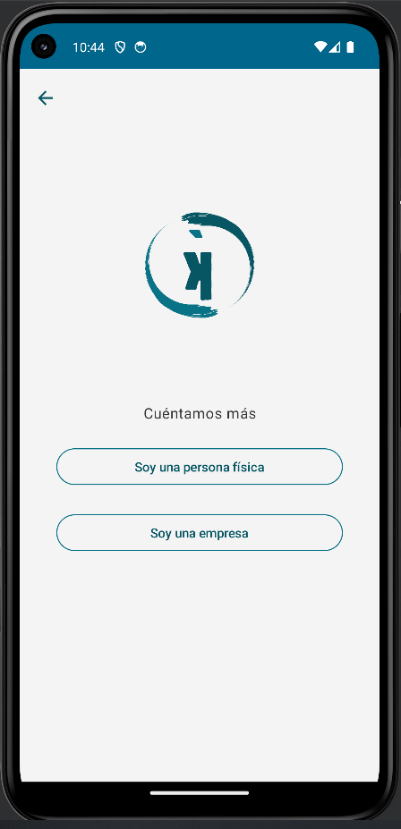 10:44
Cuéntamos más
Soy una persona física
Soy una empresa